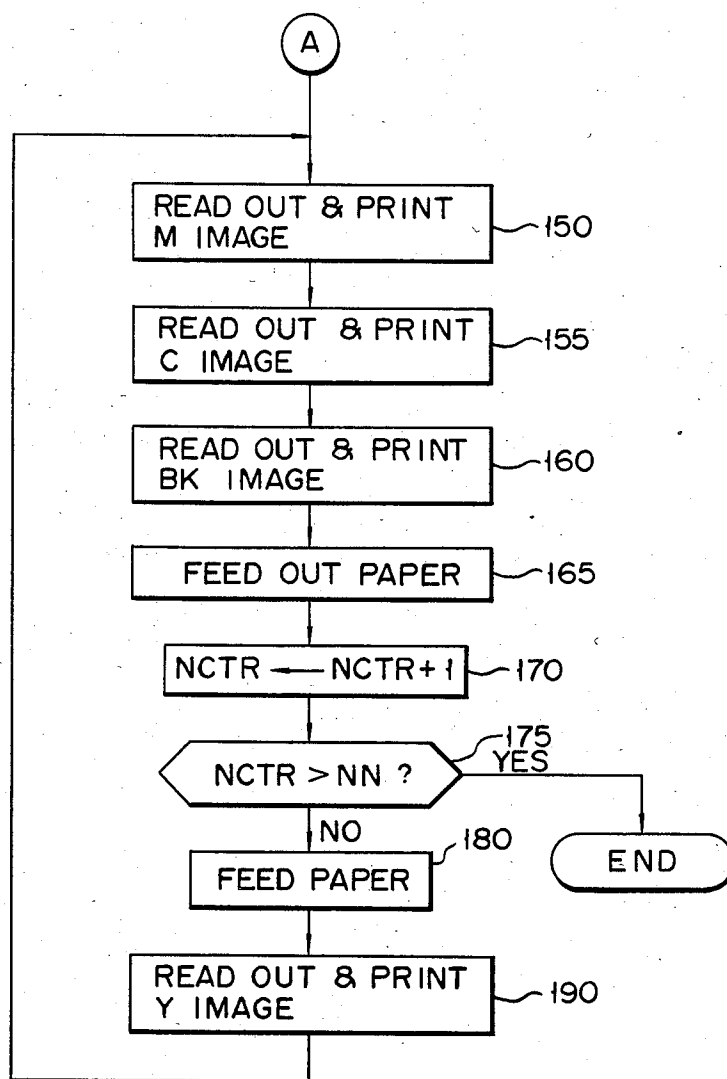 A
READ OUT & PRINT
M IMAGE
150
READ OUT & PRINT
C IMAGE
155
READ OUT & PRINT
BK IMAGE
160
FEED OUT PAPER
165
NCTR ← NCTR+1
170
NCTR > NN ?
175
YES
NO
END
FEED PAPER
180
READ OUT & PRINT
Y IMAGE
190